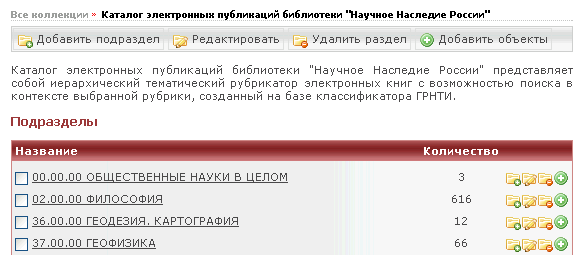 Все коллекции » Каталог электронных публикаций библиотеки "Научное Наследие России"
Добавить подраздел Редактировать Удалить раздел Добавить объекты
Каталог электронных публикаций библиотеки "Научное Наследие России" представляет
собой иерархический тематический рубрикатор электронных книг с возможностью поиска в
контексте выбранной рубрики, созданный на базе классификатора ГРНТИ.
Подразделы
Название Количество
00.00.00 ОБЩЕСТВЕННЫЕ НАУКИ В ЦЕЛОМ 3
02.00.00 ФИЛОСОФИЯ 616
36.00.00 ГЕОДЕЗИЯ. КАРТОГРАФИЯ 12
37.00.00 ГЕОФИЗИКА 66